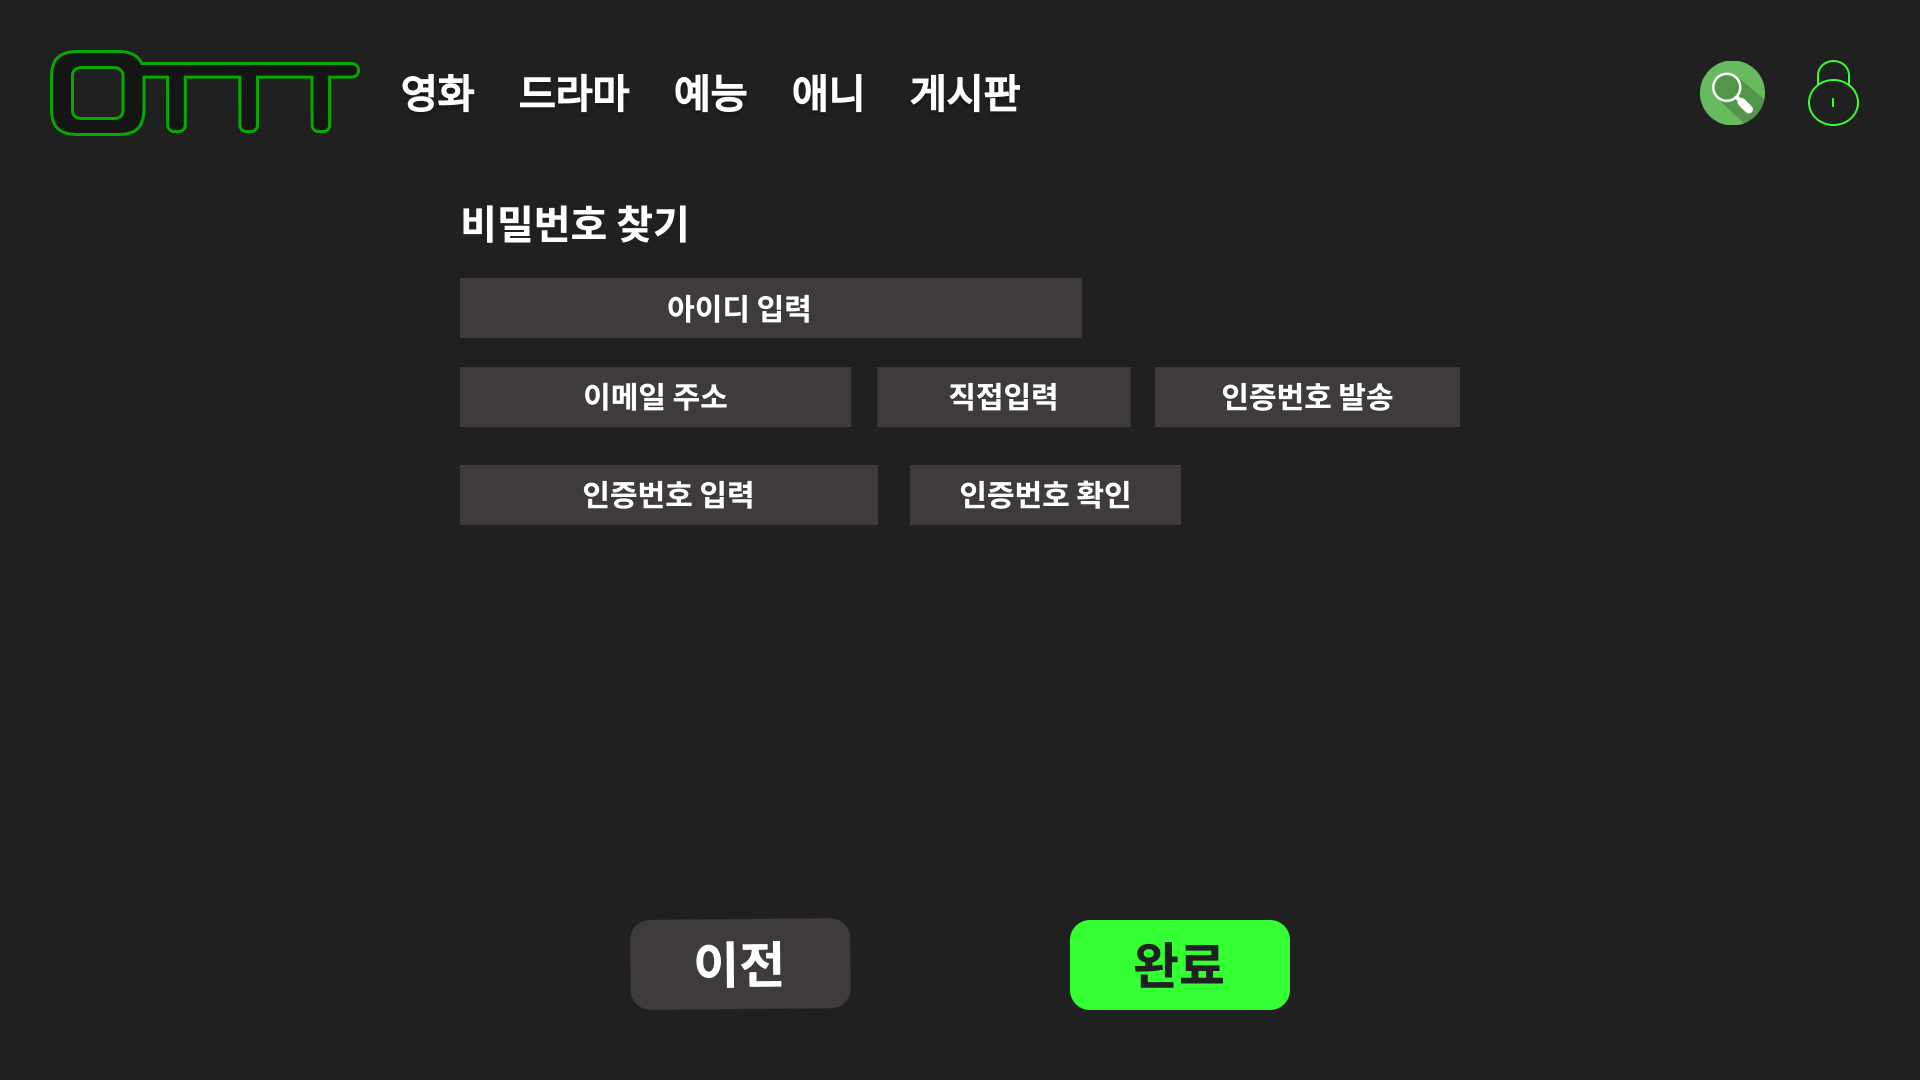 OTTT 영화 드라마 예능 애니 게시판
비밀번호 찾기
아이디 입력
이메일 주소 직접입력 인증번호 발송
인증번호 입력 인증번호 확인
이전 완료